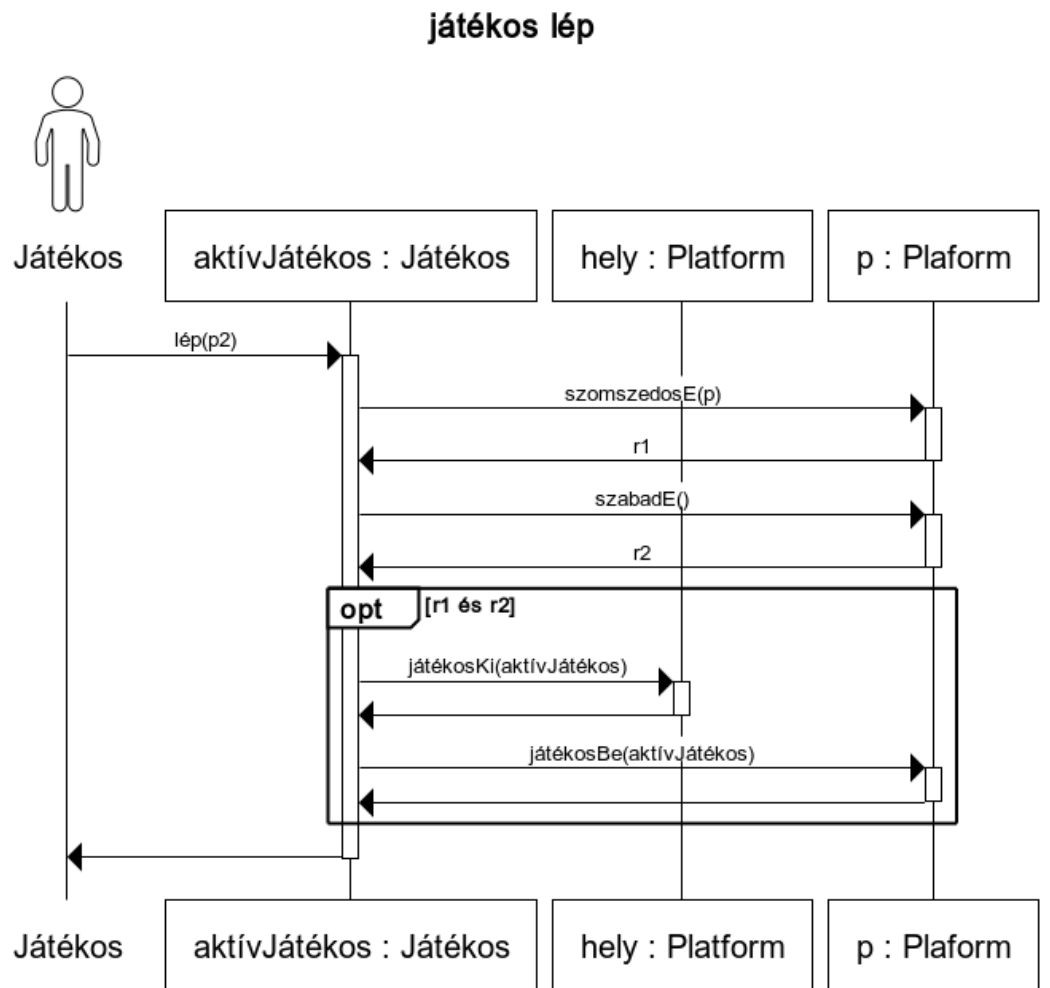 játékos lép
Játékos
aktívJátékos : Játékos
hely : Platform
p : Plaform
lép(p2)
szomszedosE(p)
r1
szabadE()
r2
opt
[r1 és r2]
játékosKi(aktívJátékos)
játékosBe(aktívJátékos)
Játékos
aktívJátékos : Játékos
hely : Platform
p : Plaform